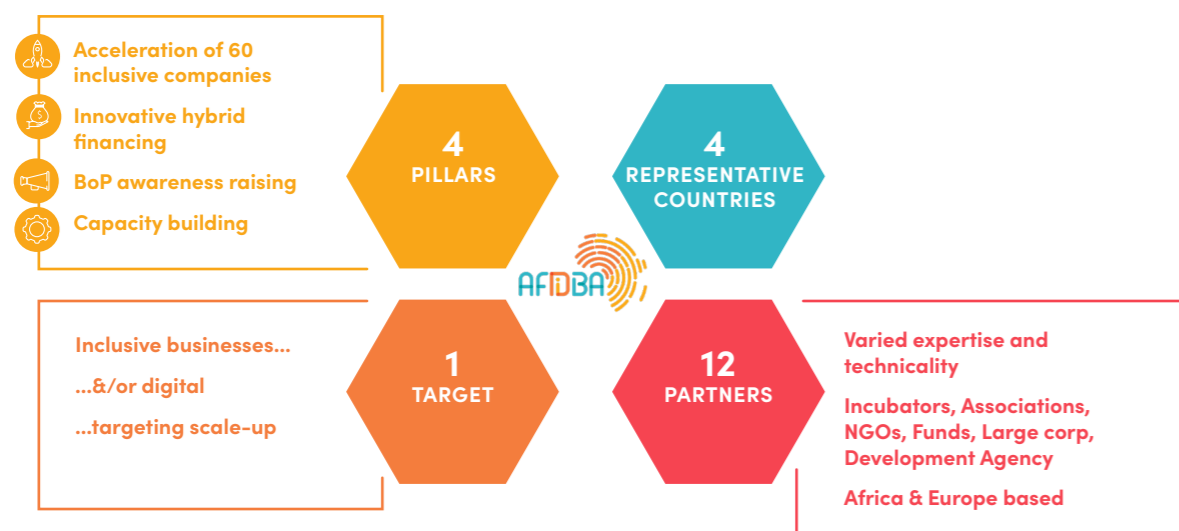 Acceleration of 60
inclusive companies
Innovative hybrid
financing
BoP awareness raising
Capacity building
4
PILLARS
4
REPRESENTATIVE
COUNTRIES
AFIDBA
Inclusive businesses...
...&/or digital
...targeting scale-up
1
TARGET
12
PARTNERS
Varied expertise and
technicality
Incubators, Associations,
NGOs, Funds, Large corp,
Development Agency
Africa & Europe based